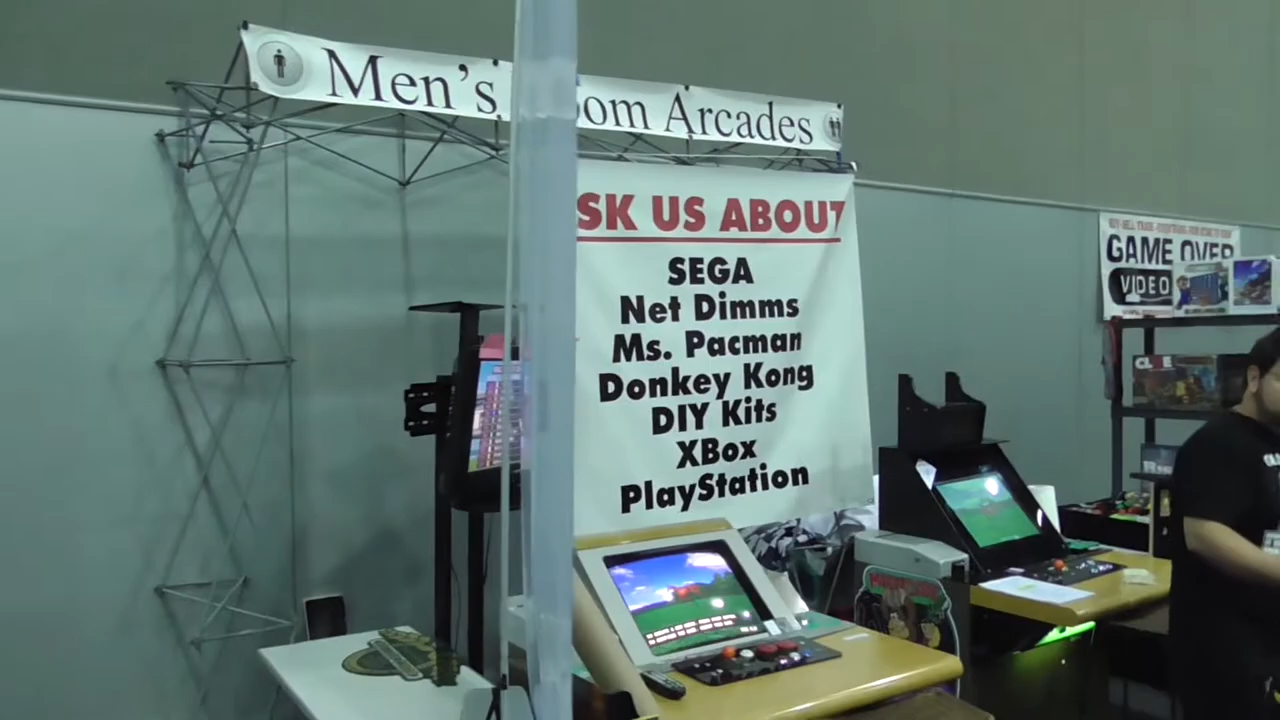 Men's oom Arcades
SK US ABOUT
SEGA
Net Dimms
Ms. Pacman
Donkey Kong
DIY Kits
XBox
PlayStation
GAME OVER
VIDEO
CLUE